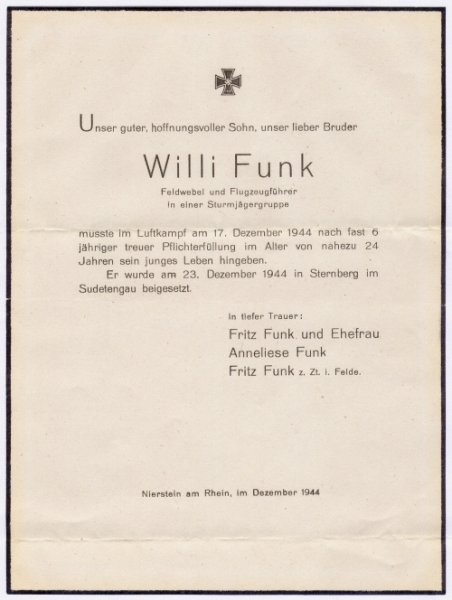 Unser guter, hoffnungsvoller Sohn, unser lieber Bruder
Willi Funk
Feldwebel und Flugzeugführer
in einer Sturmjägergruppe
musste im Luftkampf am 17. Dezember 1944 nach fast 6
jähriger treuer Pflichterfüllung im Alter von nahezu 24
Jahren sein junges Leben hingeben.
Er wurde am 23. Dezember 1944 in Sternberg im
Sudetengau beigesetzt.
In tiefer Trauer:
Fritz Funk und Ehefrau
Anneliese Funk
Fritz Funk z. Zt. i. Felde.
Nierstein am Rhein, im Dezember 1944